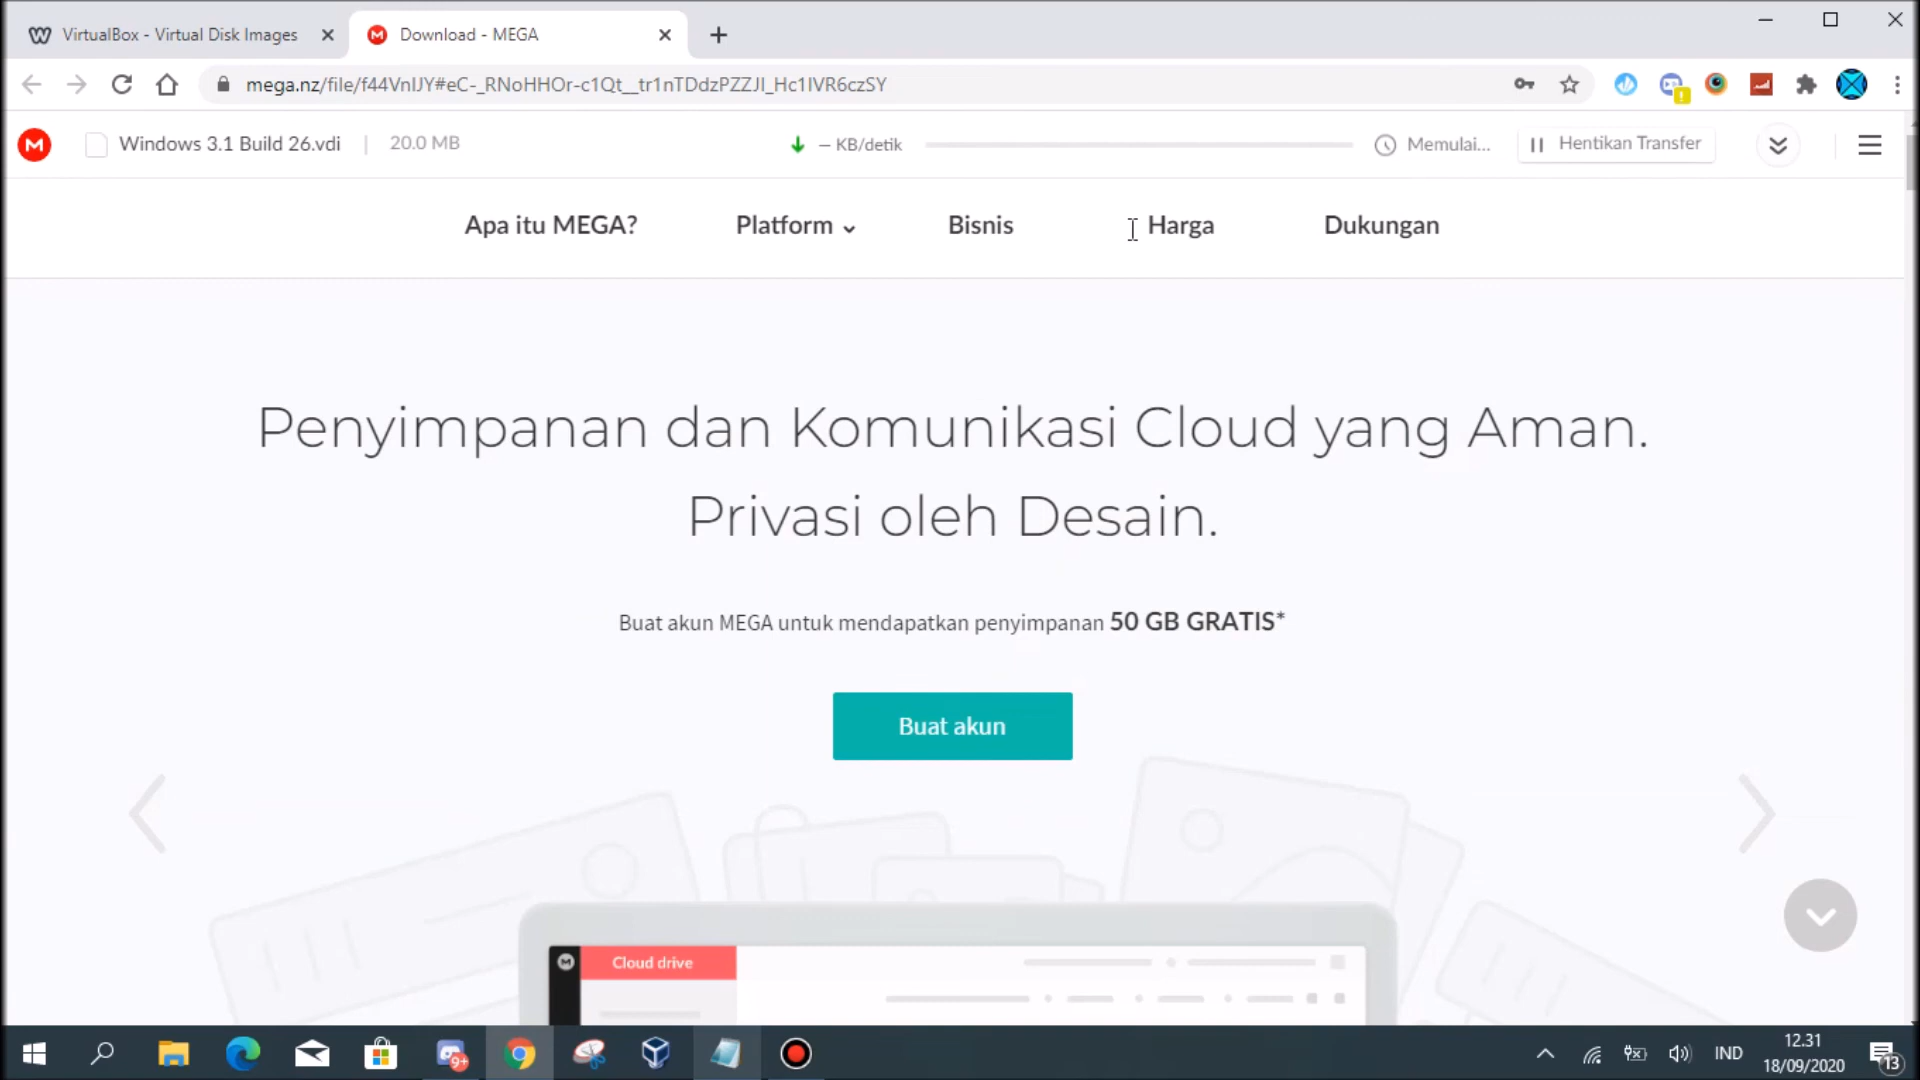 VirtualBox - Virtual Disk Images
Download - MEGA
mega.nz/file/f44VnIJY#eC-_RNoHHOr-c1Qt__tr1nTDdzPZZJI_Hc1IVR6czSY
M
Windows 3.1 Build 26.vdi | 20.0 MB
– KB/detik
Memulai...
Hentikan Transfer
Apa itu MEGA?
Platform
Bisnis
Harga
Dukungan
Penyimpanan dan Komunikasi Cloud yang Aman.
Privasi oleh Desain.
Buat akun MEGA untuk mendapatkan penyimpanan 50 GB GRATIS*
Buat akun
M
Cloud drive
9+
IND
12.31
18/09/2020
13